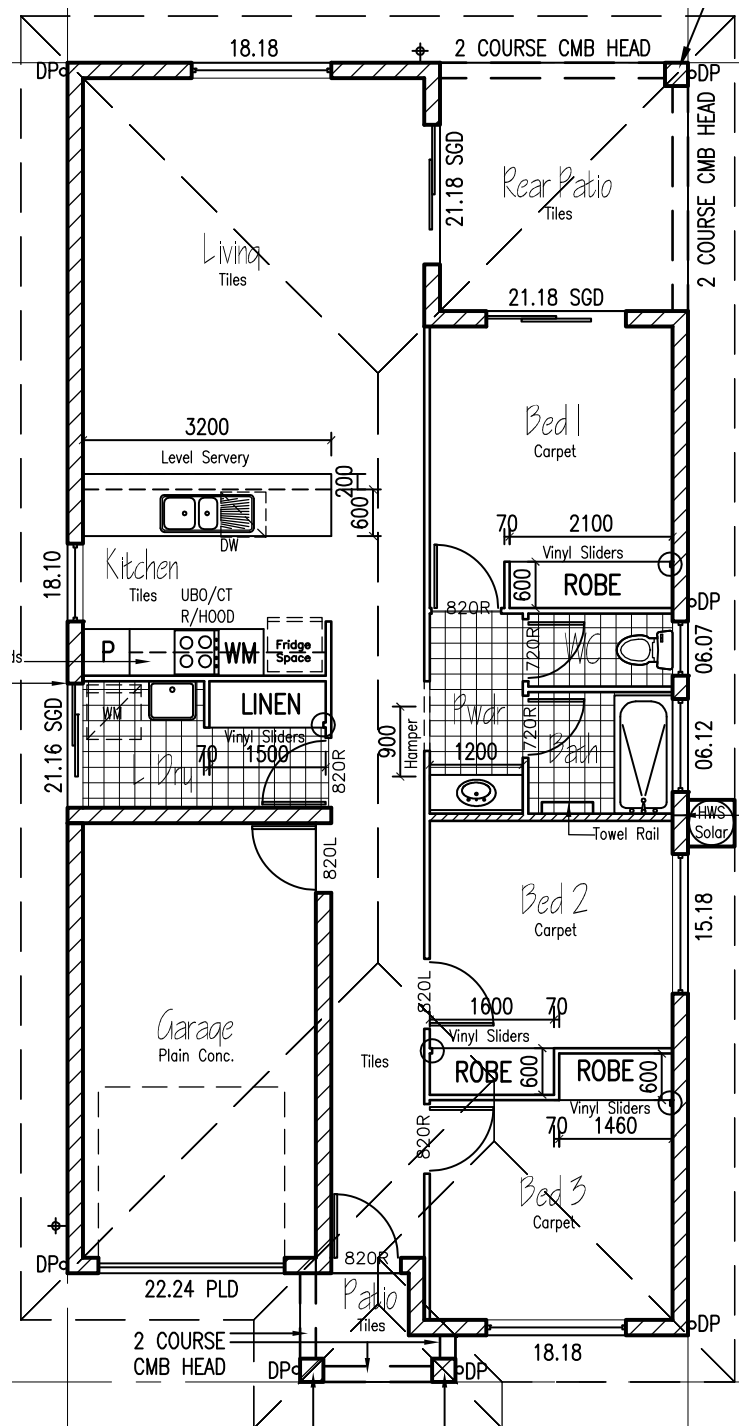 18.18
2 COURSE CMB HEAD
DP
DP
2 COURSE CMB HEAD
21.18 SGD
Rear Patio
Tiles
Living
Tiles
21.18 SGD
3200
Level Servery
200
600
DW
Bed 1
Carpet
70
2100
Vinyl Sliders
600
ROBE
18.10
Kitchen
Tiles
UBO/CT
R/HOOD
820R
DP
P
WM
Fridge
Space
ds
720R
WC
06.07
21.16 SGD
WM
LINEN
Vinyl Sliders
70
1500
L'Dry
820R
Pwdr
900
Hamper
1200
720R
Bath
06.12
Towel Rail
HWS
Solar
820L
Bed 2
Carpet
15.18
820L
1600
70
Vinyl Sliders
ROBE
600
ROBE
600
Vinyl Sliders
70
1460
820R
Garage
Plain Conc.
Tiles
Bed 3
Carpet
DP
22.24 PLD
820R
Patio
Tiles
2 COURSE
CMB HEAD
DP
DP
18.18
DP